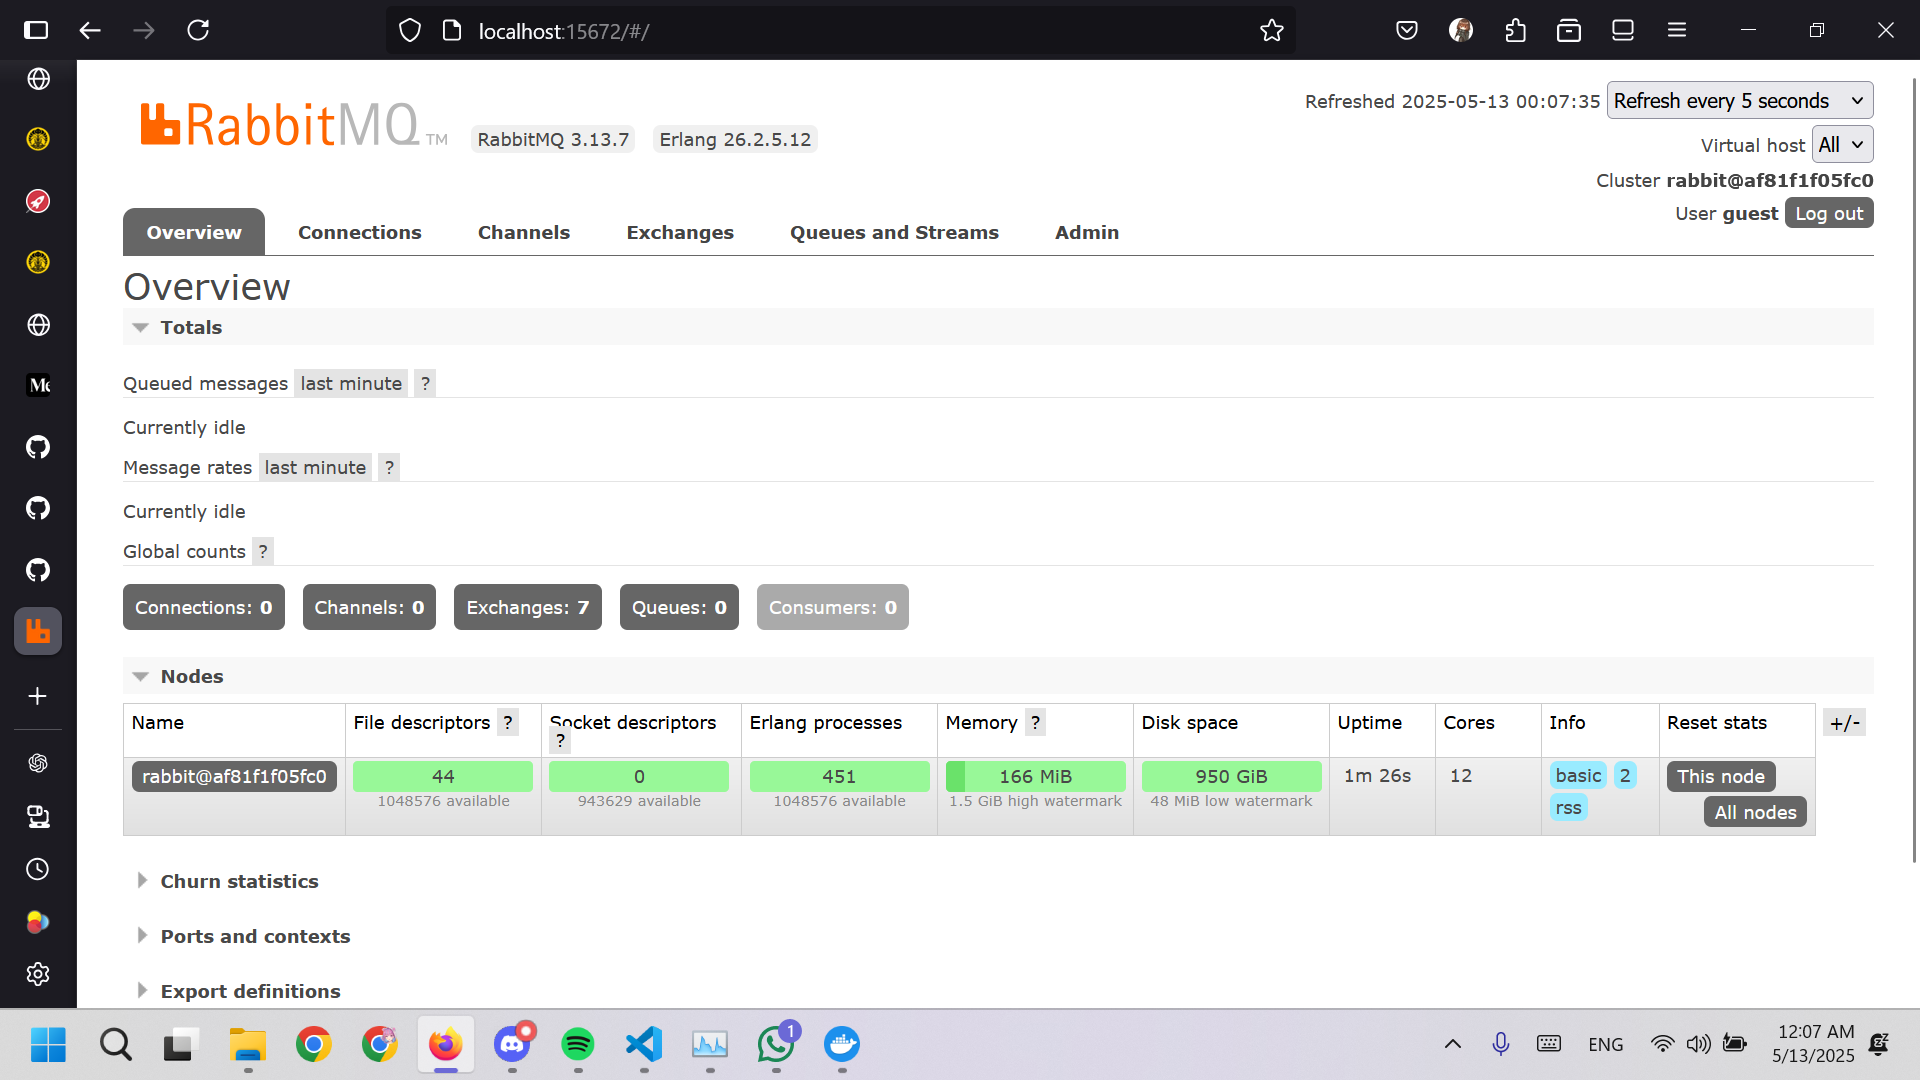 localhost:15672/#/
RabbitMQ TM RabbitMQ 3.13.7 Erlang 26.2.5.12
Refreshed 2025-05-13 00:07:35 Refresh every 5 seconds
Virtual host All
Cluster rabbit@af81f1f05fc0
User guest Log out
Overview Connections Channels Exchanges Queues and Streams Admin
Overview
Totals
Queued messages last minute ?
Currently idle
Message rates last minute ?
Currently idle
Global counts ?
Connections: 0 Channels: 0 Exchanges: 7 Queues: 0 Consumers: 0
Nodes
Name File descriptors ? Socket descriptors ? Erlang processes Memory ? Disk space Uptime Cores Info Reset stats +/-
rabbit@af81f1f05fc0 44 0 451 166 MiB 950 GiB 1m 26s 12 basic 2 This node
1048576 available 943629 available 1048576 available 1.5 GiB high watermark 48 MiB low watermark rss All nodes
Churn statistics
Ports and contexts
Export definitions
1
ENG
12:07 AM
5/13/2025